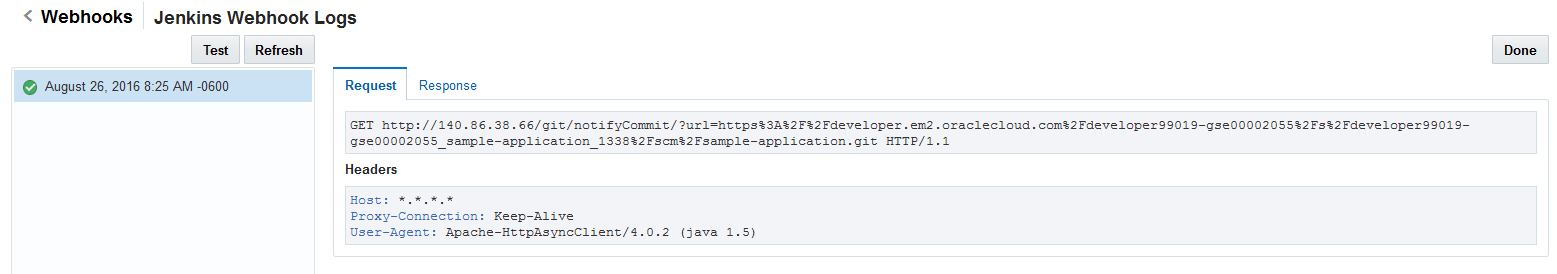 Webhooks Jenkins Webhook Logs
Test Refresh Done
August 26, 2016 8:25 AM -0600
Request Response
GET http://140.86.38.66/git/notifyCommit/?url=https%3A%2F%2Fdeveloper.em2.oraclecloud.com%2Fdeveloper99019-gse00002055%2Fs%2Fdeveloper99019-
gse00002055_sample-application_1338%2Fscm%2Fsample-application.git HTTP/1.1
Headers
Host: *.*.*.*
Proxy-Connection: Keep-Alive
User-Agent: Apache-HttpAsyncClient/4.0.2 (java 1.5)